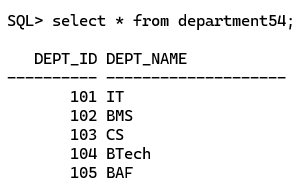 SQL> select * from department54;
DEPT_ID DEPT_NAME
---------- --------------------
101 IT
102 BMS
103 CS
104 BTech
105 BAF